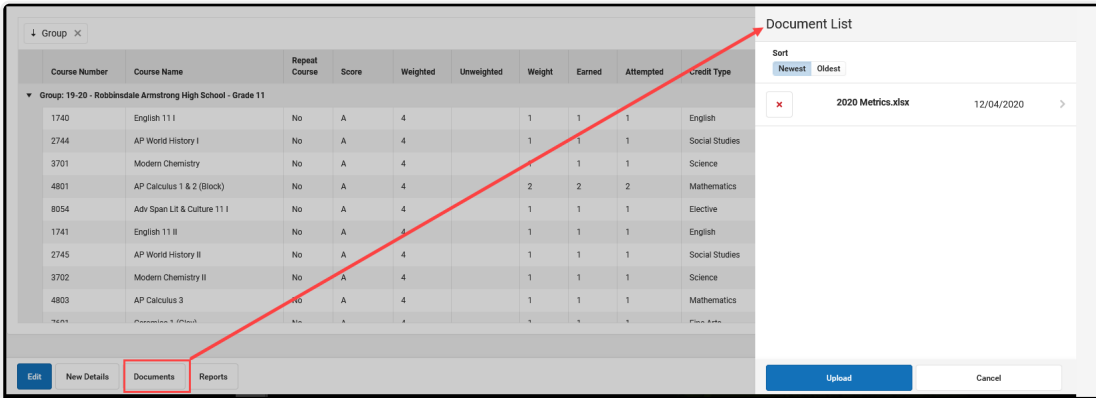 ↓ Group ×
Course Number Course Name Repeat Course Score Weighted Unweighted Weight Earned Attempted Credit Type
Group: 19-20 - Robbinsdale Armstrong High School - Grade 11
1740 English 11 I No A 4 1 1 1 English
2744 AP World History I No A 4 1 1 1 Social Studies
3701 Modern Chemistry No A 4 1 1 1 Science
4801 AP Calculus 1 & 2 (Block) No A 4 2 2 2 Mathematics
8054 Adv Span Lit & Culture 11 I No A 4 1 1 1 Elective
1741 English 11 II No A 4 1 1 1 English
2745 AP World History II No A 4 1 1 1 Social Studies
3702 Modern Chemistry II No A 4 1 1 1 Science
4803 AP Calculus 3 No A 4 1 1 1 Mathematics
Edit New Details Documents Reports
Document List
Sort
Newest Oldest
2020 Metrics.xlsx 12/04/2020
Upload Cancel